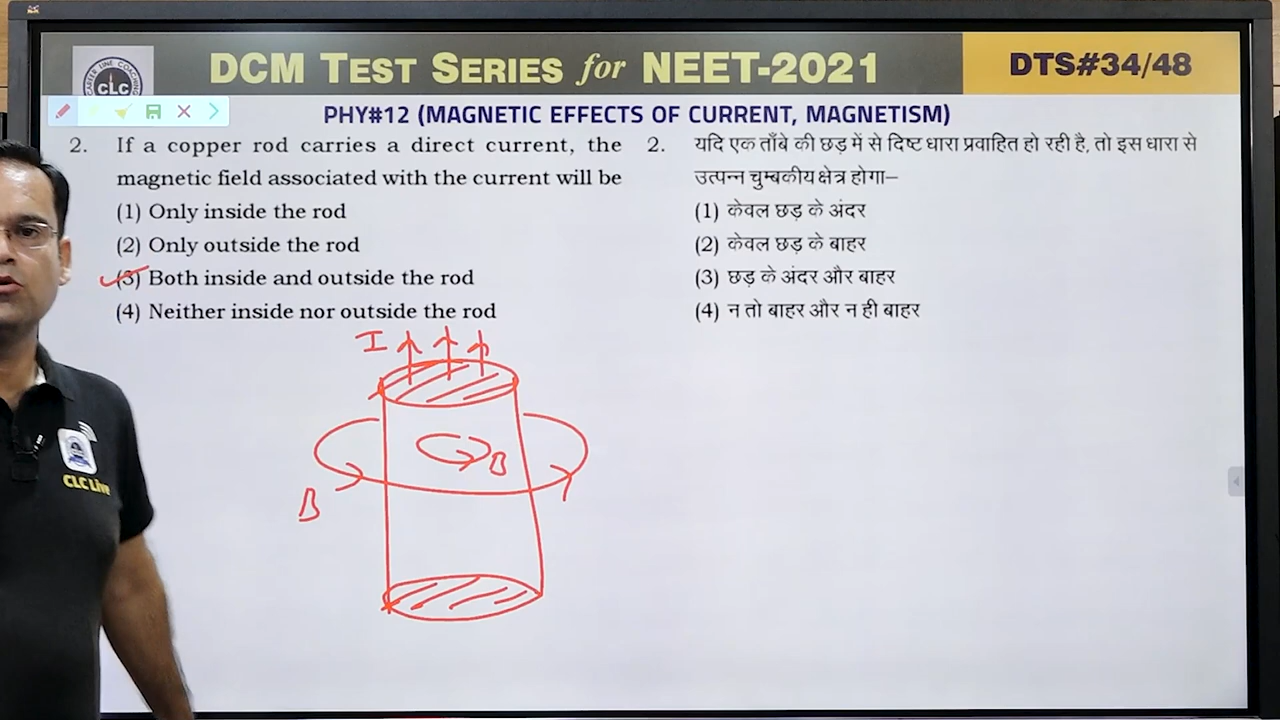 DCM TEST SERIES for NEET-2021
DTS#34/48
CAREER LINE COACHING
CLC
PHY#12 (MAGNETIC EFFECTS OF CURRENT, MAGNETISM)
2. If a copper rod carries a direct current, the
magnetic field associated with the current will be
(1) Only inside the rod
(2) Only outside the rod
(3) Both inside and outside the rod
(4) Neither inside nor outside the rod
2. यदि एक ताँबे की छड़ में से दिष्ट धारा प्रवाहित हो रही है, तो इस धारा से
उत्पन्न चुम्बकीय क्षेत्र होगा–
(1) केवल छड़ के अंदर
(2) केवल छड़ के बाहर
(3) छड़ के अंदर और बाहर
(4) न तो बाहर और न ही बाहर
I
B
B
CLC Live